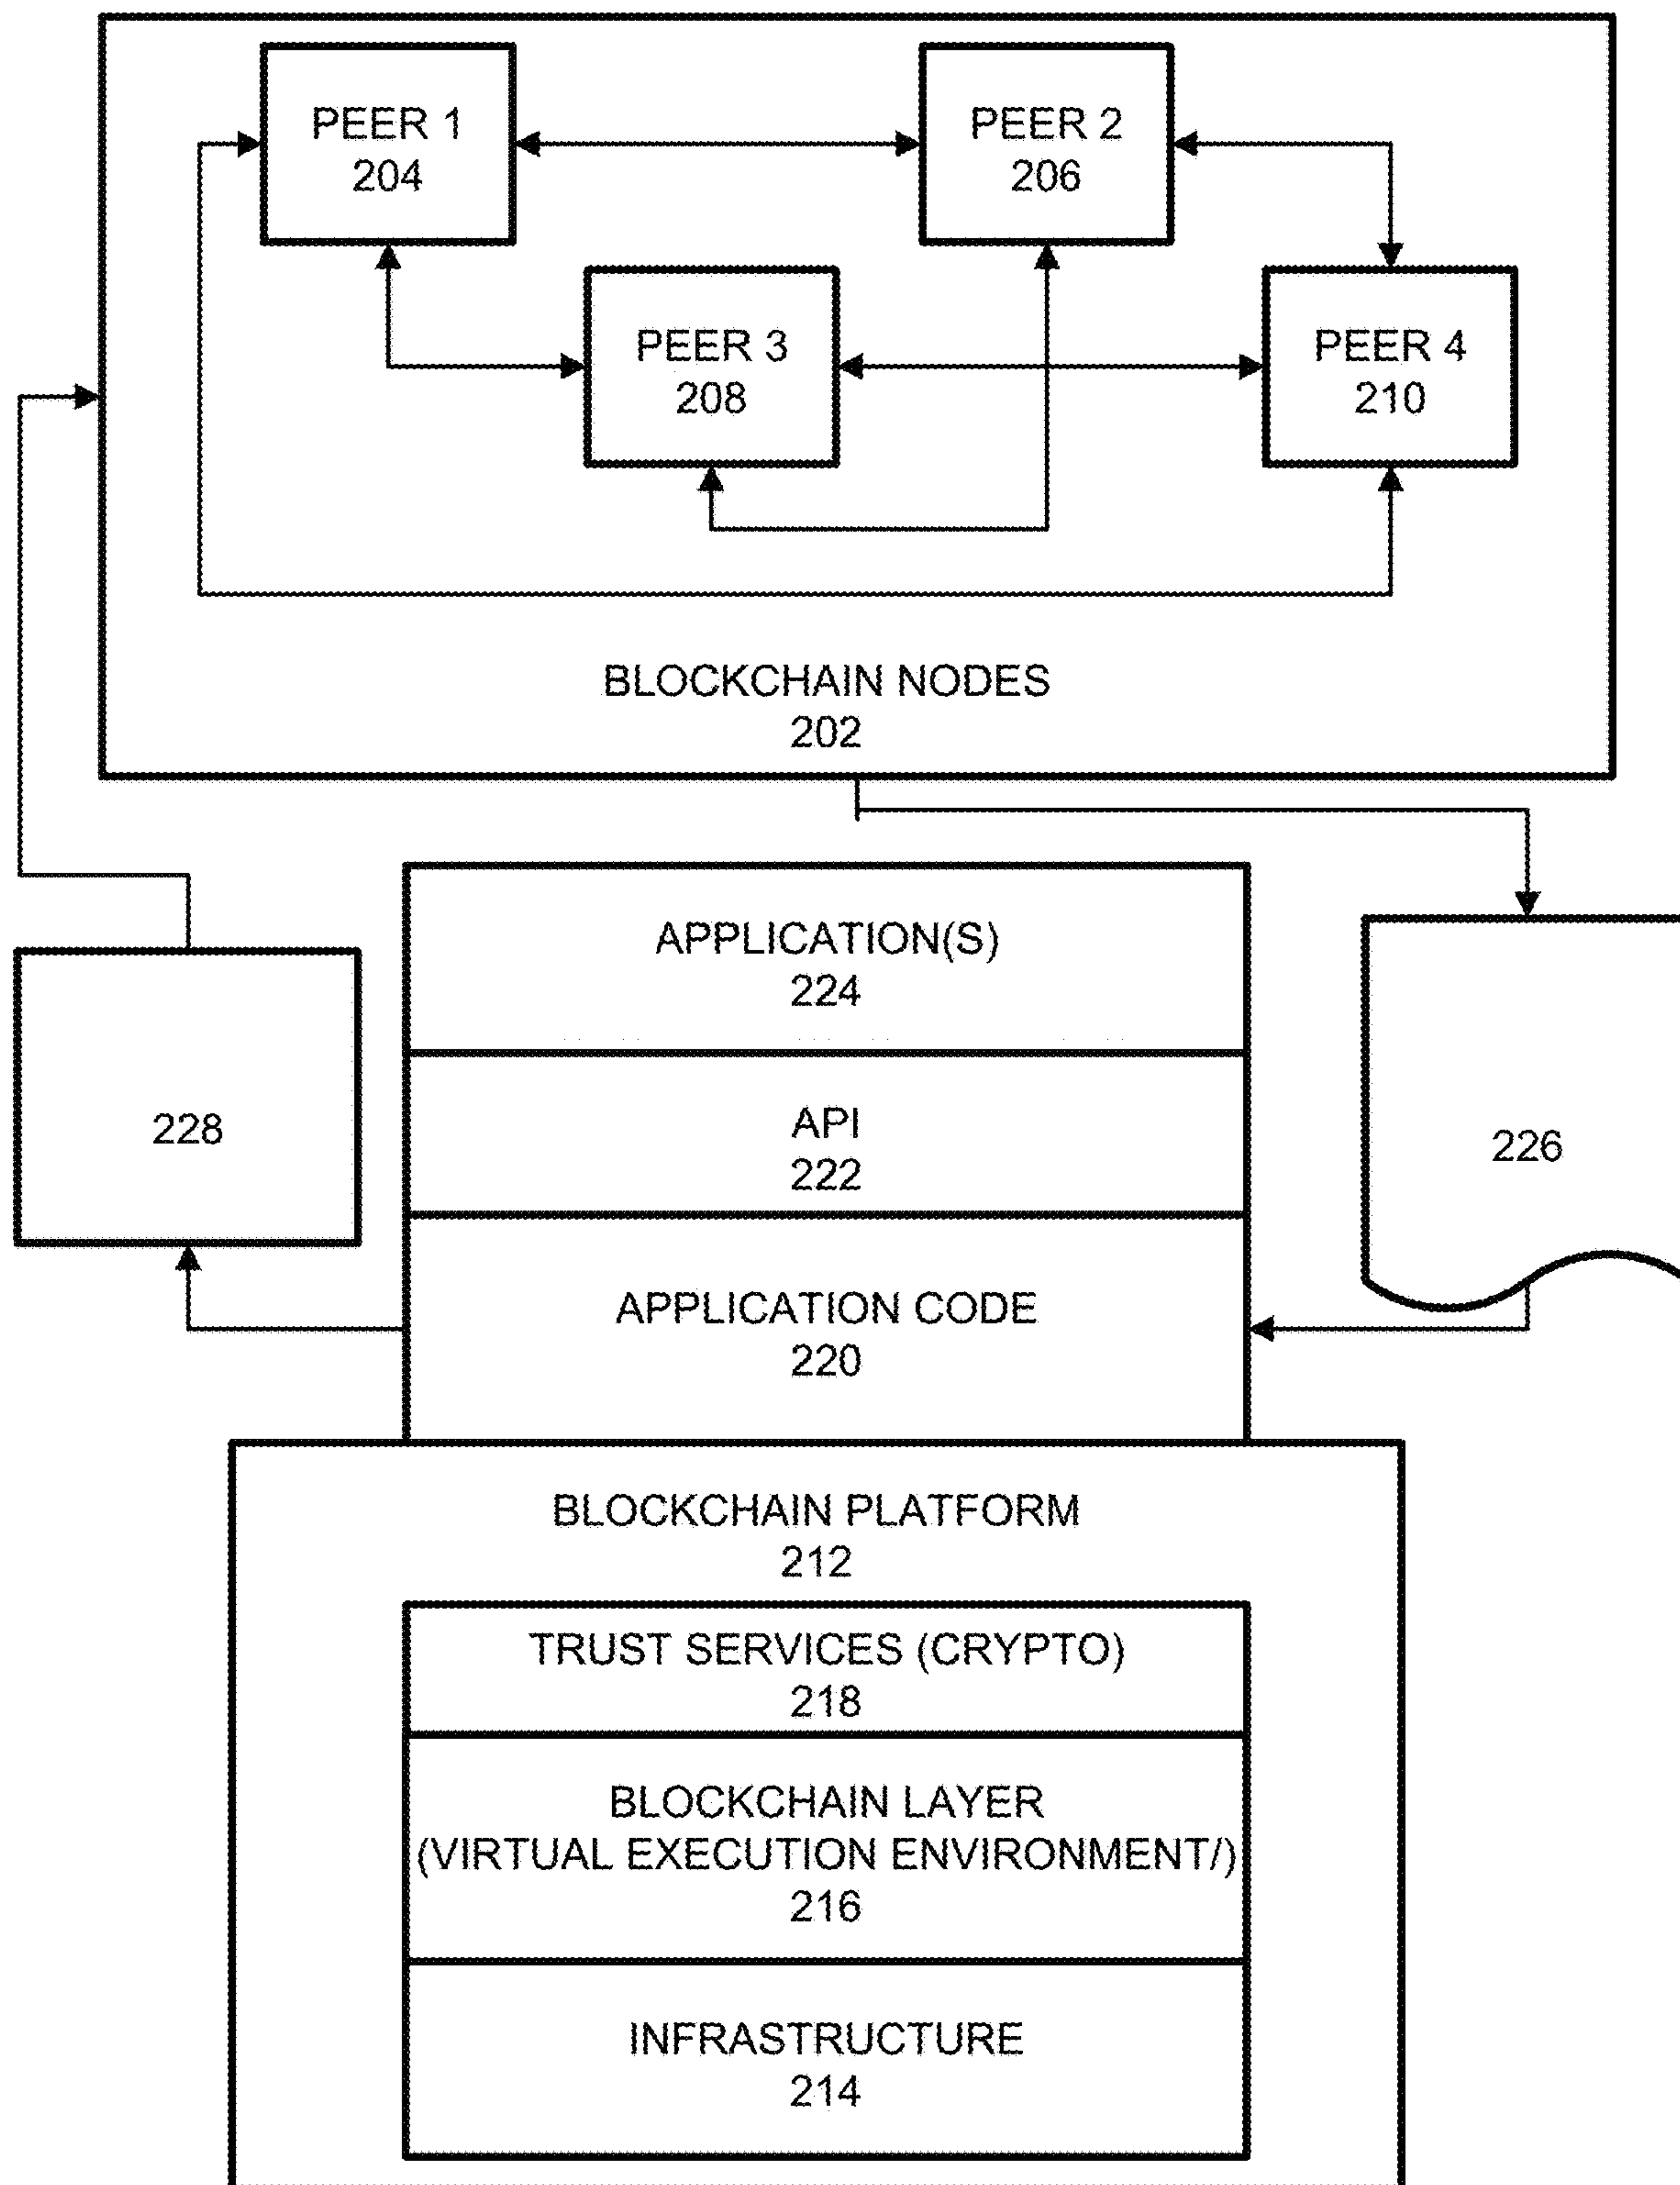 PEER 1
204
PEER 2
206
PEER 3
208
PEER 4
210
BLOCKCHAIN NODES
202
APPLICATION(S)
224
228
API
222
226
APPLICATION CODE
220
BLOCKCHAIN PLATFORM
212
TRUST SERVICES (CRYPTO)
218
BLOCKCHAIN LAYER
(VIRTUAL EXECUTION ENVIRONMENT/)
216
INFRASTRUCTURE
214